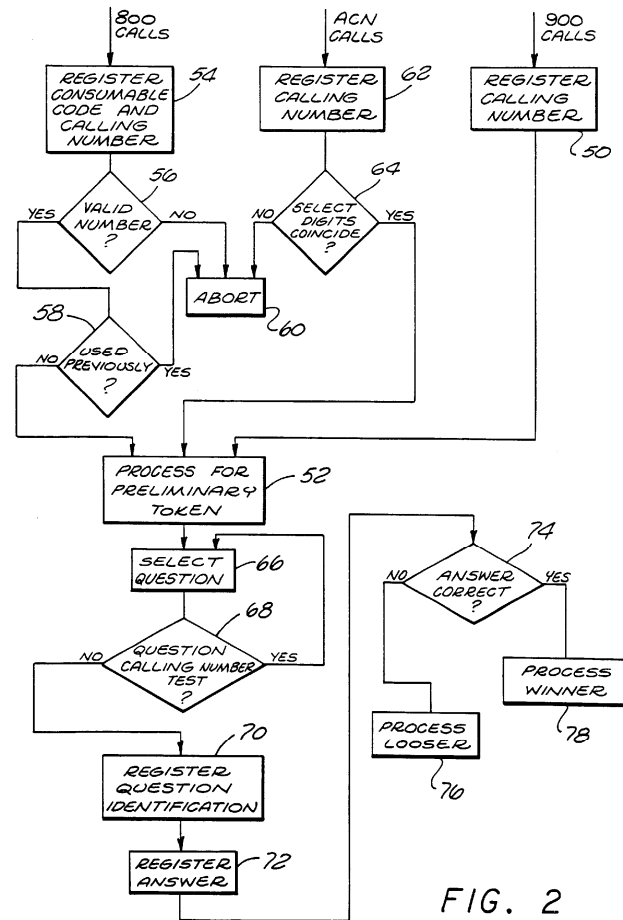 800
CALLS
ACN
CALLS
900
CALLS
REGISTER
CONSUMABLE
CODE AND
CALLING
NUMBER
54
REGISTER
CALLING
NUMBER
62
REGISTER
CALLING
NUMBER
50
56
VALID
NUMBER
?
YES
NO
64
SELECT
DIGITS
COINCIDE
?
NO
YES
ABORT
60
58
USED
PREVIOUSLY
?
NO
YES
PROCESS FOR
PRELIMINARY
TOKEN
52
SELECT
QUESTION
66
68
QUESTION
CALLING NUMBER
TEST
?
NO
YES
70
REGISTER
QUESTION
IDENTIFICATION
REGISTER
ANSWER
72
74
ANSWER
CORRECT
?
NO
YES
PROCESS
WINNER
78
PROCESS
LOOSER
76
FIG. 2